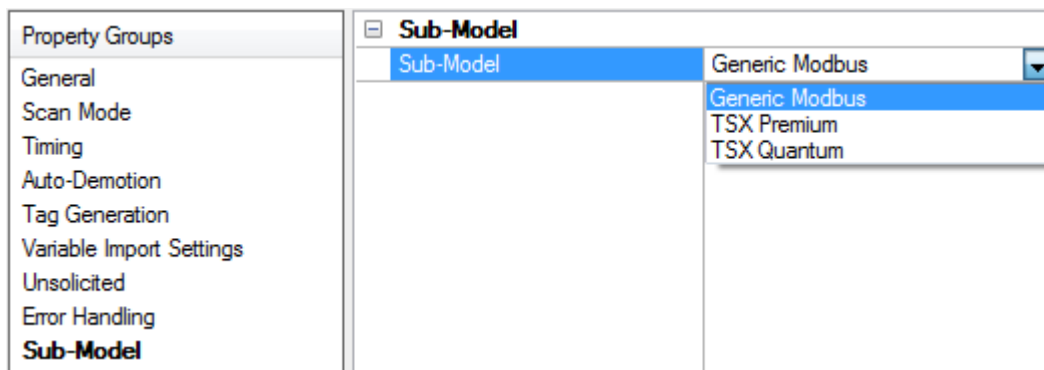 Property Groups
General
Scan Mode
Timing
Auto-Demotion
Tag Generation
Variable Import Settings
Unsolicited
Error Handling
Sub-Model
Sub-Model
Sub-Model Generic Modbus
Generic Modbus
TSX Premium
TSX Quantum